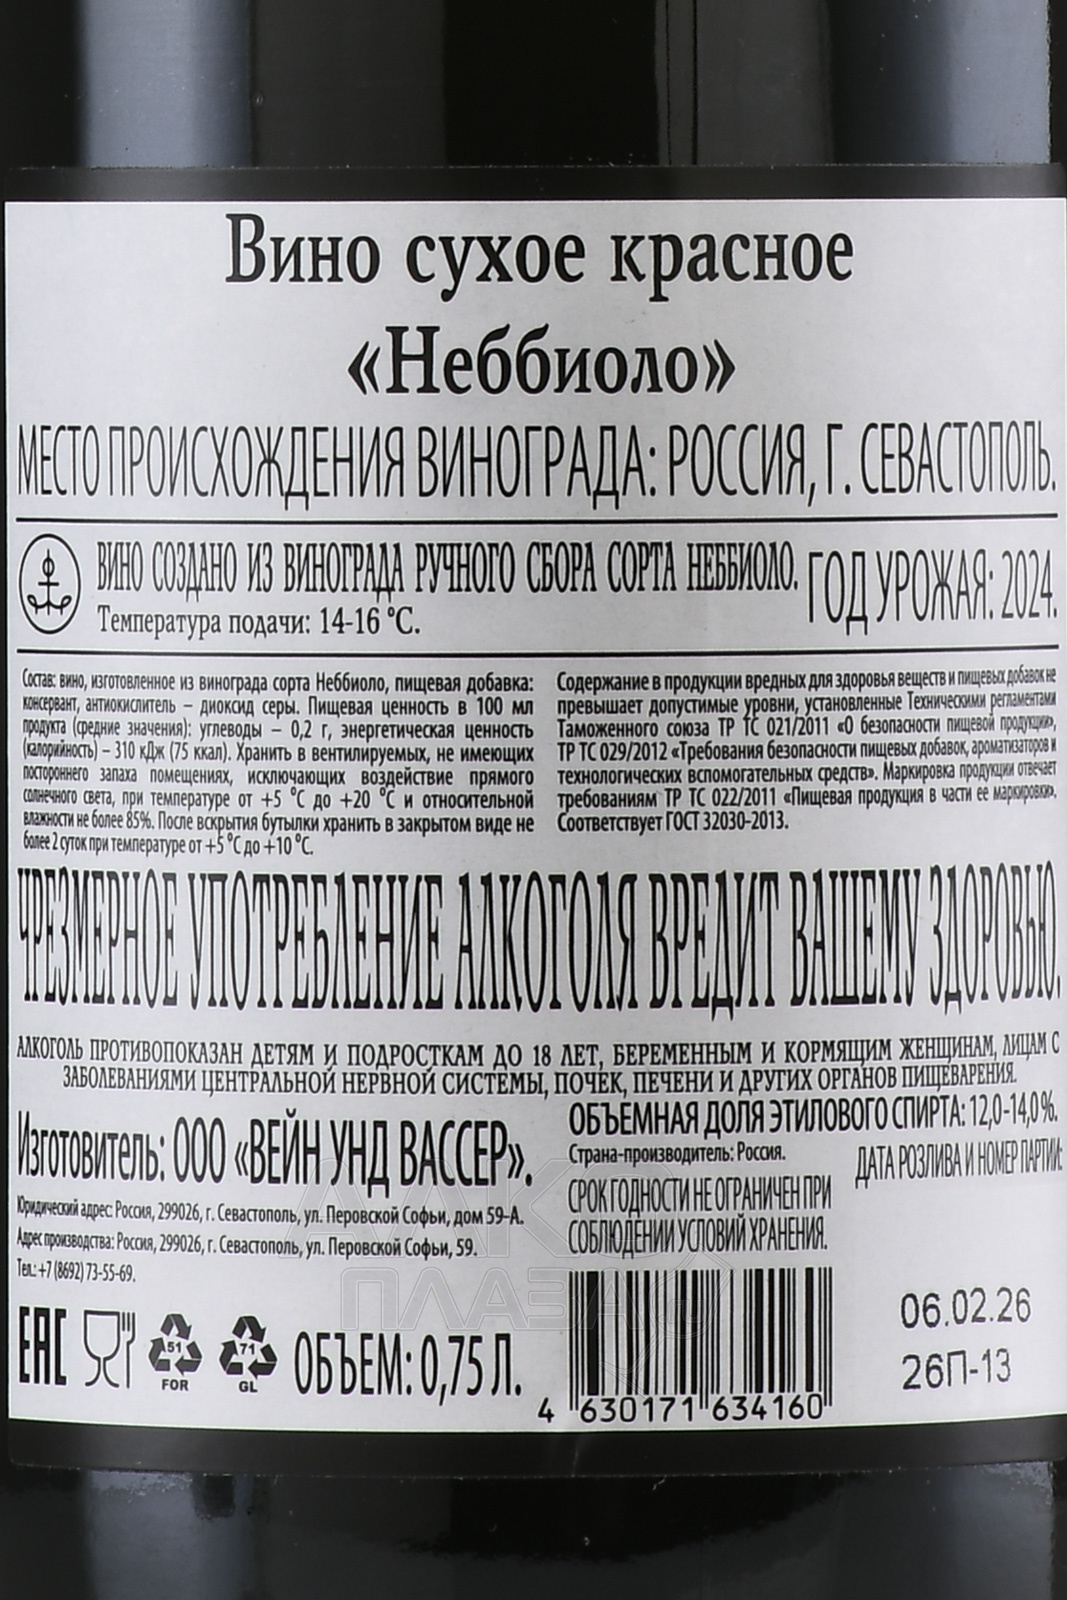 Вино сухое красное
«Неббиоло»
МЕСТО ПРОИСХОЖДЕНИЯ ВИНОГРАДА: РОССИЯ, Г. СЕВАСТОПОЛЬ.
ВИНО СОЗДАНО ИЗ ВИНОГРАДА РУЧНОГО СБОРА СОРТА НЕББИОЛО.
Температура подачи: 14-16 °С.
ГОД УРОЖАЯ: 2024.
Состав: вино, изготовленное из винограда сорта Неббиоло, пищевая добавка:
консервант, антиокислитель – диоксид серы. Пищевая ценность в 100 мл
продукта (средние значения): углеводы – 0,2 г, энергетическая ценность
(калорийность) – 310 кДж (75 ккал). Хранить в вентилируемых, не имеющих
постороннего запаха помещениях, исключающих воздействие прямого
солнечного света, при температуре от +5 °С до +20 °С и относительной
влажности не более 85%. После вскрытия бутылки хранить в закрытом виде не
более 2 суток при температуре от +5 °С до +10 °С.
Содержание в продукции вредных для здоровья веществ и пищевых добавок не
превышает допустимые уровни, установленные Техническими регламентами
Таможенного союза ТР ТС 021/2011 «О безопасности пищевой продукции»,
ТР ТС 029/2012 «Требования безопасности пищевых добавок, ароматизаторов и
технологических вспомогательных средств». Маркировка продукции отвечает
требованиям ТР ТС 022/2011 «Пищевая продукция в части ее маркировки».
Соответствует ГОСТ 32030-2013.
ЧРЕЗМЕРНОЕ УПОТРЕБЛЕНИЕ АЛКОГОЛЯ ВРЕДИТ ВАШЕМУ ЗДОРОВЬЮ.
АЛКОГОЛЬ ПРОТИВОПОКАЗАН ДЕТЯМ И ПОДРОСТКАМ ДО 18 ЛЕТ, БЕРЕМЕННЫМ И КОРМЯЩИМ ЖЕНЩИНАМ, ЛИЦАМ С
ЗАБОЛЕВАНИЯМИ ЦЕНТРАЛЬНОЙ НЕРВНОЙ СИСТЕМЫ, ПОЧЕК, ПЕЧЕНИ И ДРУГИХ ОРГАНОВ ПИЩЕВАРЕНИЯ.
Изготовитель: ООО «ВЕЙН УНД ВАССЕР».
Юридический адрес: Россия, 299026, г. Севастополь, ул. Перовской Софьи, дом 59-А.
Адрес производства: Россия, 299026, г. Севастополь, ул. Перовской Софьи, 59.
Тел.: +7 (8692) 73-55-69.
ОБЪЕМНАЯ ДОЛЯ ЭТИЛОВОГО СПИРТА: 12,0-14,0%.
Страна-производитель: Россия.
СРОК ГОДНОСТИ НЕ ОГРАНИЧЕН ПРИ
СОБЛЮДЕНИИ УСЛОВИЙ ХРАНЕНИЯ.
ДАТА РОЗЛИВА И НОМЕР ПАРТИИ:
06.02.26
26П-13
ЕАС
51
FOR
71
GL
ОБЪЕМ: 0,75 Л.
4 630171 634160
АЛКО
ПЛАЗА